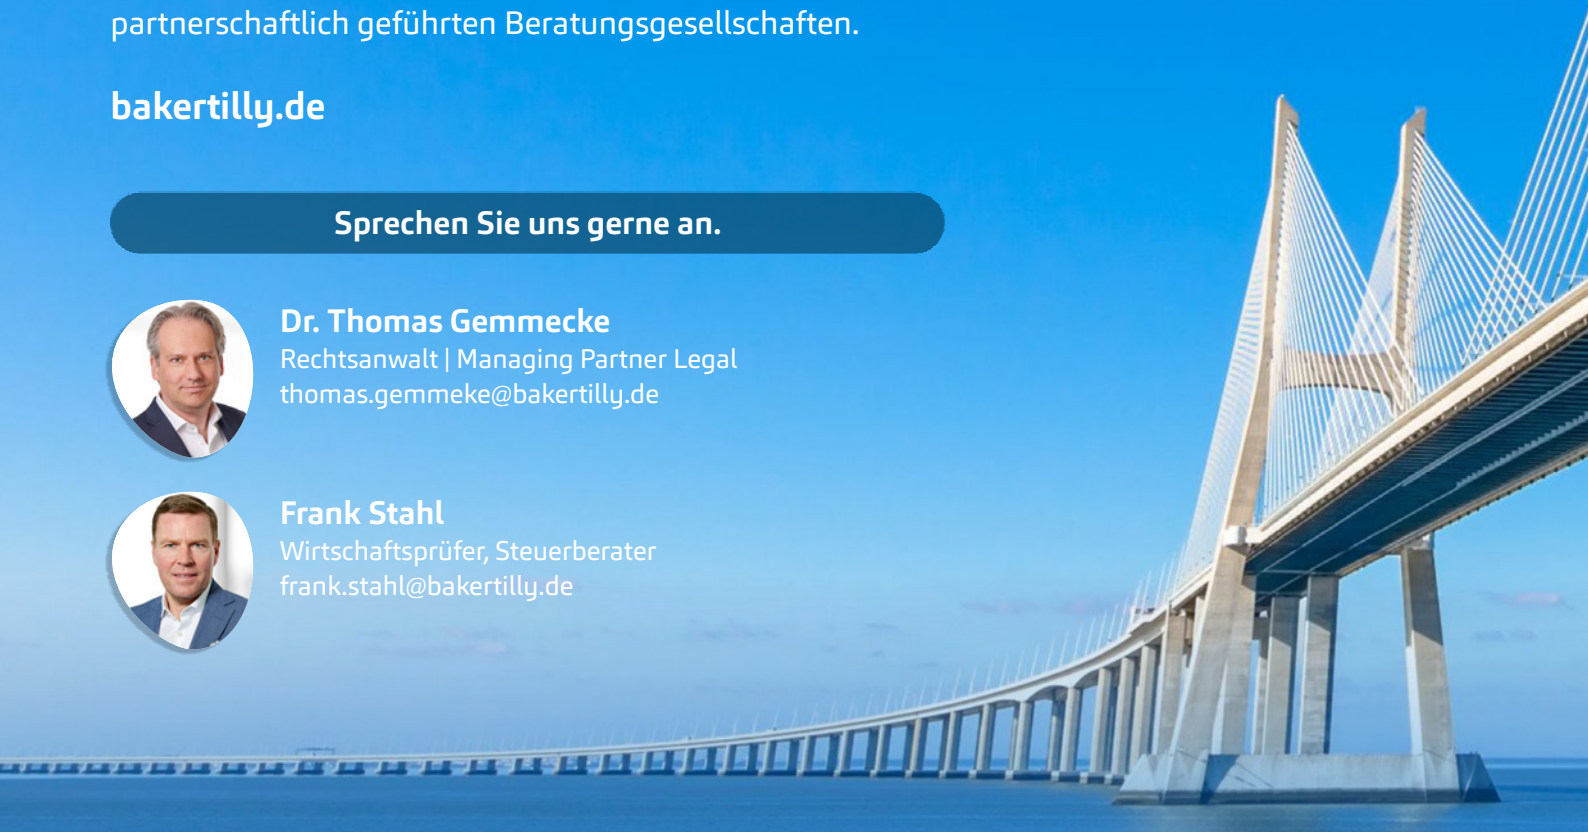 partnerschaftlich geführten Beratungsgesellschaften.
bakertilly.de
Sprechen Sie uns gerne an.
Dr. Thomas Gemmecke
Rechtsanwalt | Managing Partner Legal
thomas.gemmeke@bakertilly.de
Frank Stahl
Wirtschaftsprüfer, Steuerberater
frank.stahl@bakertilly.de